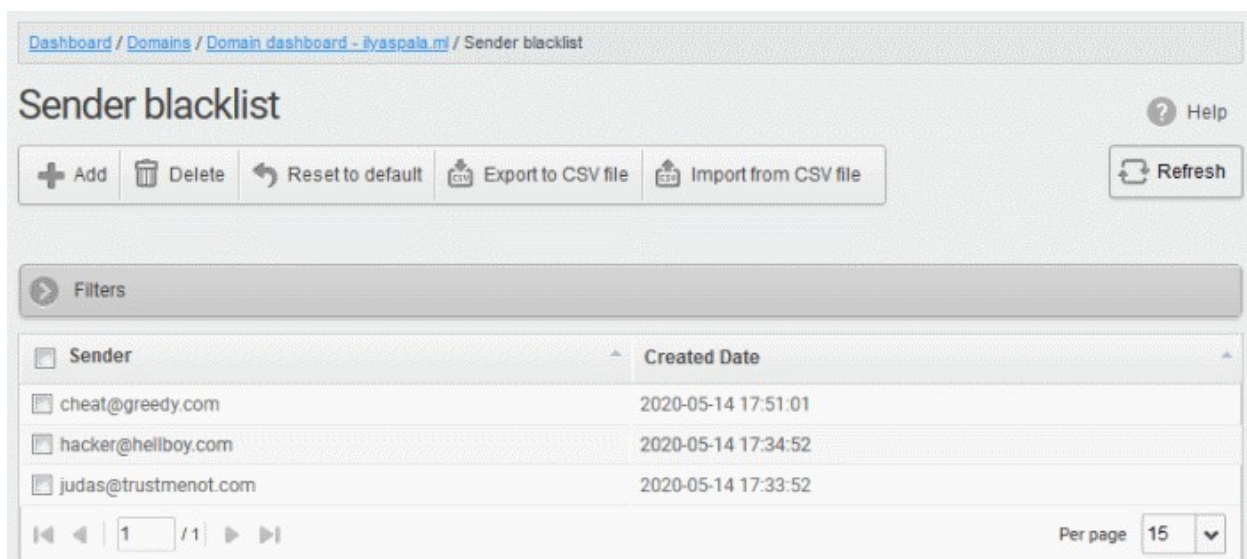 Dashboard / Domains / Domain dashboard - ilyaspala.ml / Sender blacklist
Sender blacklist
Help
Add Delete Reset to default CSV Export to CSV file CSV Import from CSV file
Refresh
Filters
Sender Created Date
cheat@greedy.com 2020-05-14 17:51:01
hacker@hellboy.com 2020-05-14 17:34:52
judas@trustmenot.com 2020-05-14 17:33:52
1 / 1 Per page 15